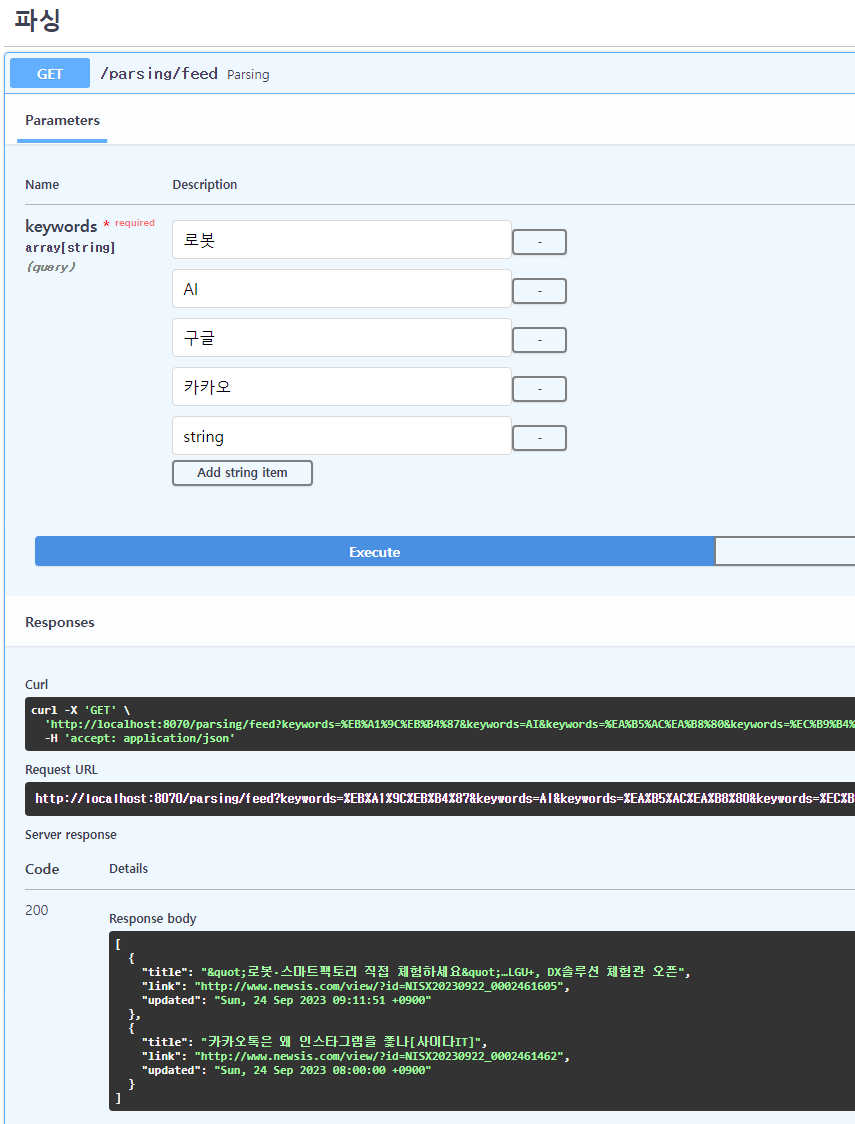 파싱
GET /parsing/feed Parsing
Parameters
Name Description
keywords * required
array[string]
(query)
로봇 -
AI -
구글 -
카카오 -
string -
Add string item
Execute
Responses
Curl
curl -X 'GET' \
'http://localhost:8070/parsing/feed?keywords=%EB%A1%9C%EB%B4%87&keywords=AI&keywords=%EA%B5%AC%EA%B8%80&keywords=%EC%B9%B4%
-H 'accept: application/json'
Request URL
http://localhost:8070/parsing/feed?keywords=%EB%A1%9C%EB%B4%87&keywords=AI&keywords=%EA%B5%AC%EA%B8%80&keywords=%EC%B
Server response
Code Details
200
Response body
[
{
"title": "&quot;로봇·스마트팩토리 직접 체험하세요&quot;…LGU+, DX솔루션 체험관 오픈",
"link": "http://www.newsis.com/view/?id=NISX20230922_0002461605",
"updated": "Sun, 24 Sep 2023 09:11:51 +0900"
},
{
"title": "카카오톡은 왜 인스타그램을 쫓나[사이다IT]",
"link": "http://www.newsis.com/view/?id=NISX20230922_0002461462",
"updated": "Sun, 24 Sep 2023 08:00:00 +0900"
}
]